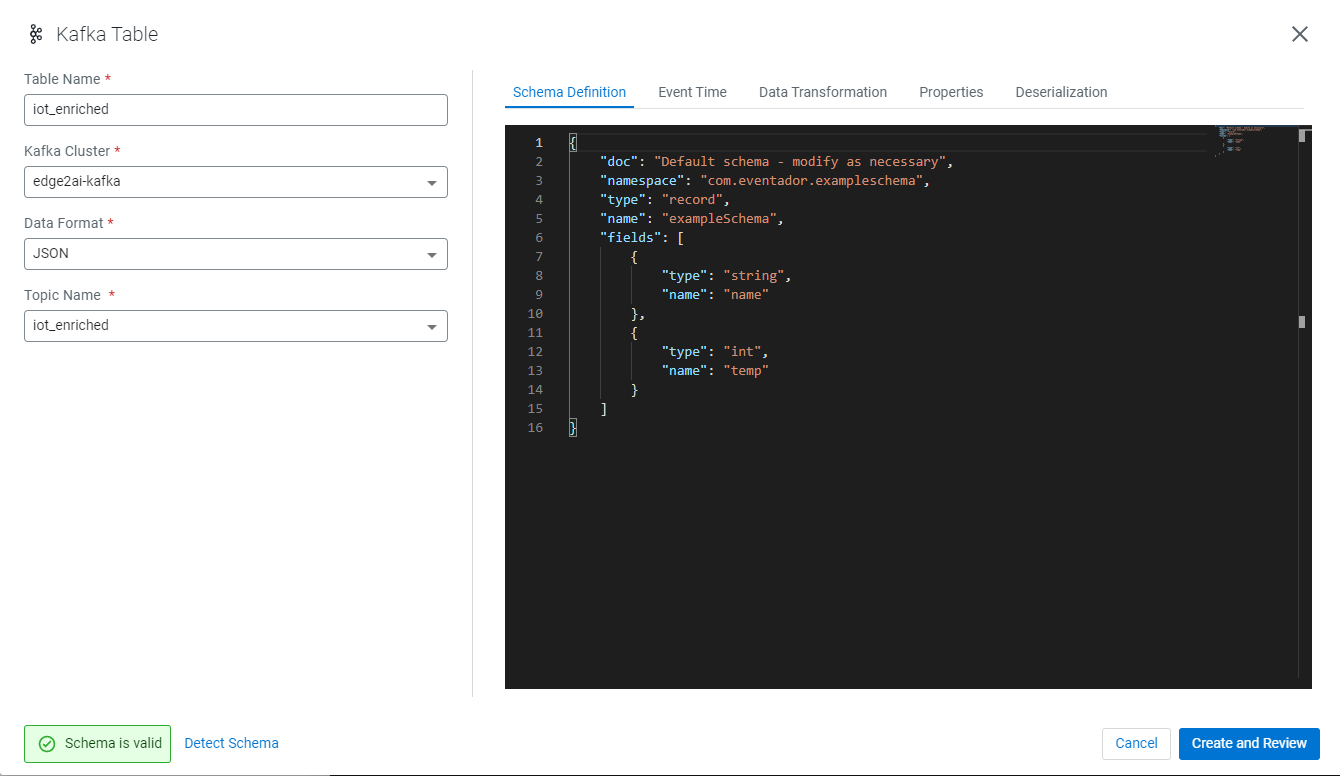 Kafka Table
Table Name *
iot_enriched
Kafka Cluster *
edge2ai-kafka
Data Format *
JSON
Topic Name *
iot_enriched
Schema Definition Event Time Data Transformation Properties Deserialization
1 {
2 "doc": "Default schema - modify as necessary",
3 "namespace": "com.eventador.exampleschema",
4 "type": "record",
5 "name": "exampleSchema",
6 "fields": [
7 {
8 "type": "string",
9 "name": "name"
10 },
11 {
12 "type": "int",
13 "name": "temp"
14 }
15 ]
16 }
Schema is valid Detect Schema
Cancel Create and Review